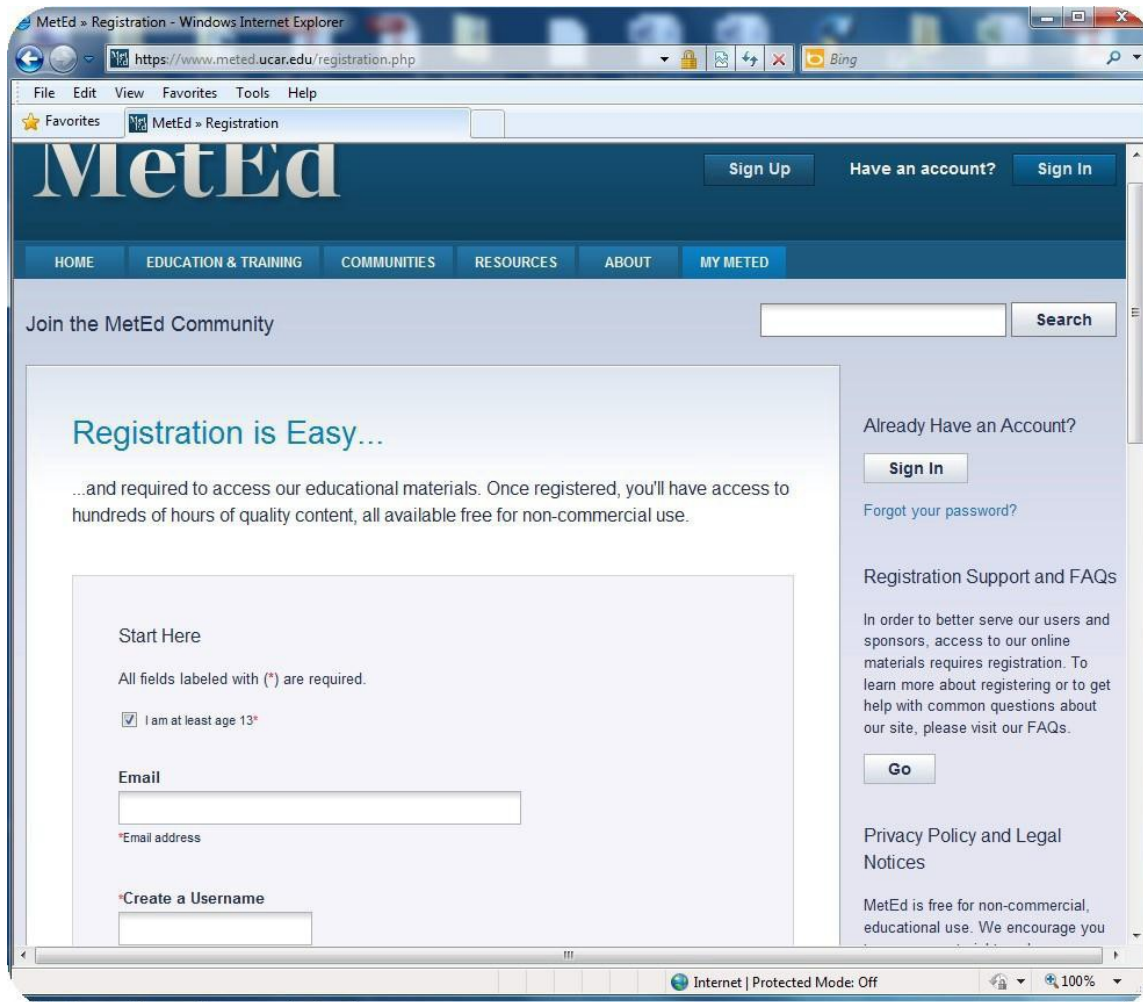 MetEd » Registration - Windows Internet Explorer
https://www.meted.ucar.edu/registration.php
Bing
File Edit View Favorites Tools Help
Favorites
MetEd » Registration
MetEd
Sign Up
Have an account?
Sign In
HOME
EDUCATION & TRAINING
COMMUNITIES
RESOURCES
ABOUT
MY METED
Join the MetEd Community
Search
Registration is Easy...
...and required to access our educational materials. Once registered, you'll have access to
hundreds of hours of quality content, all available free for non-commercial use.
Start Here
All fields labeled with (*) are required.
I am at least age 13*
Email
*Email address
*Create a Username
Already Have an Account?
Sign In
Forgot your password?
Registration Support and FAQs
In order to better serve our users and
sponsors, access to our online
materials requires registration. To
learn more about registering or to get
help with common questions about
our site, please visit our FAQs.
Go
Privacy Policy and Legal
Notices
MetEd is free for non-commercial,
educational use. We encourage you
Internet | Protected Mode: Off
100%